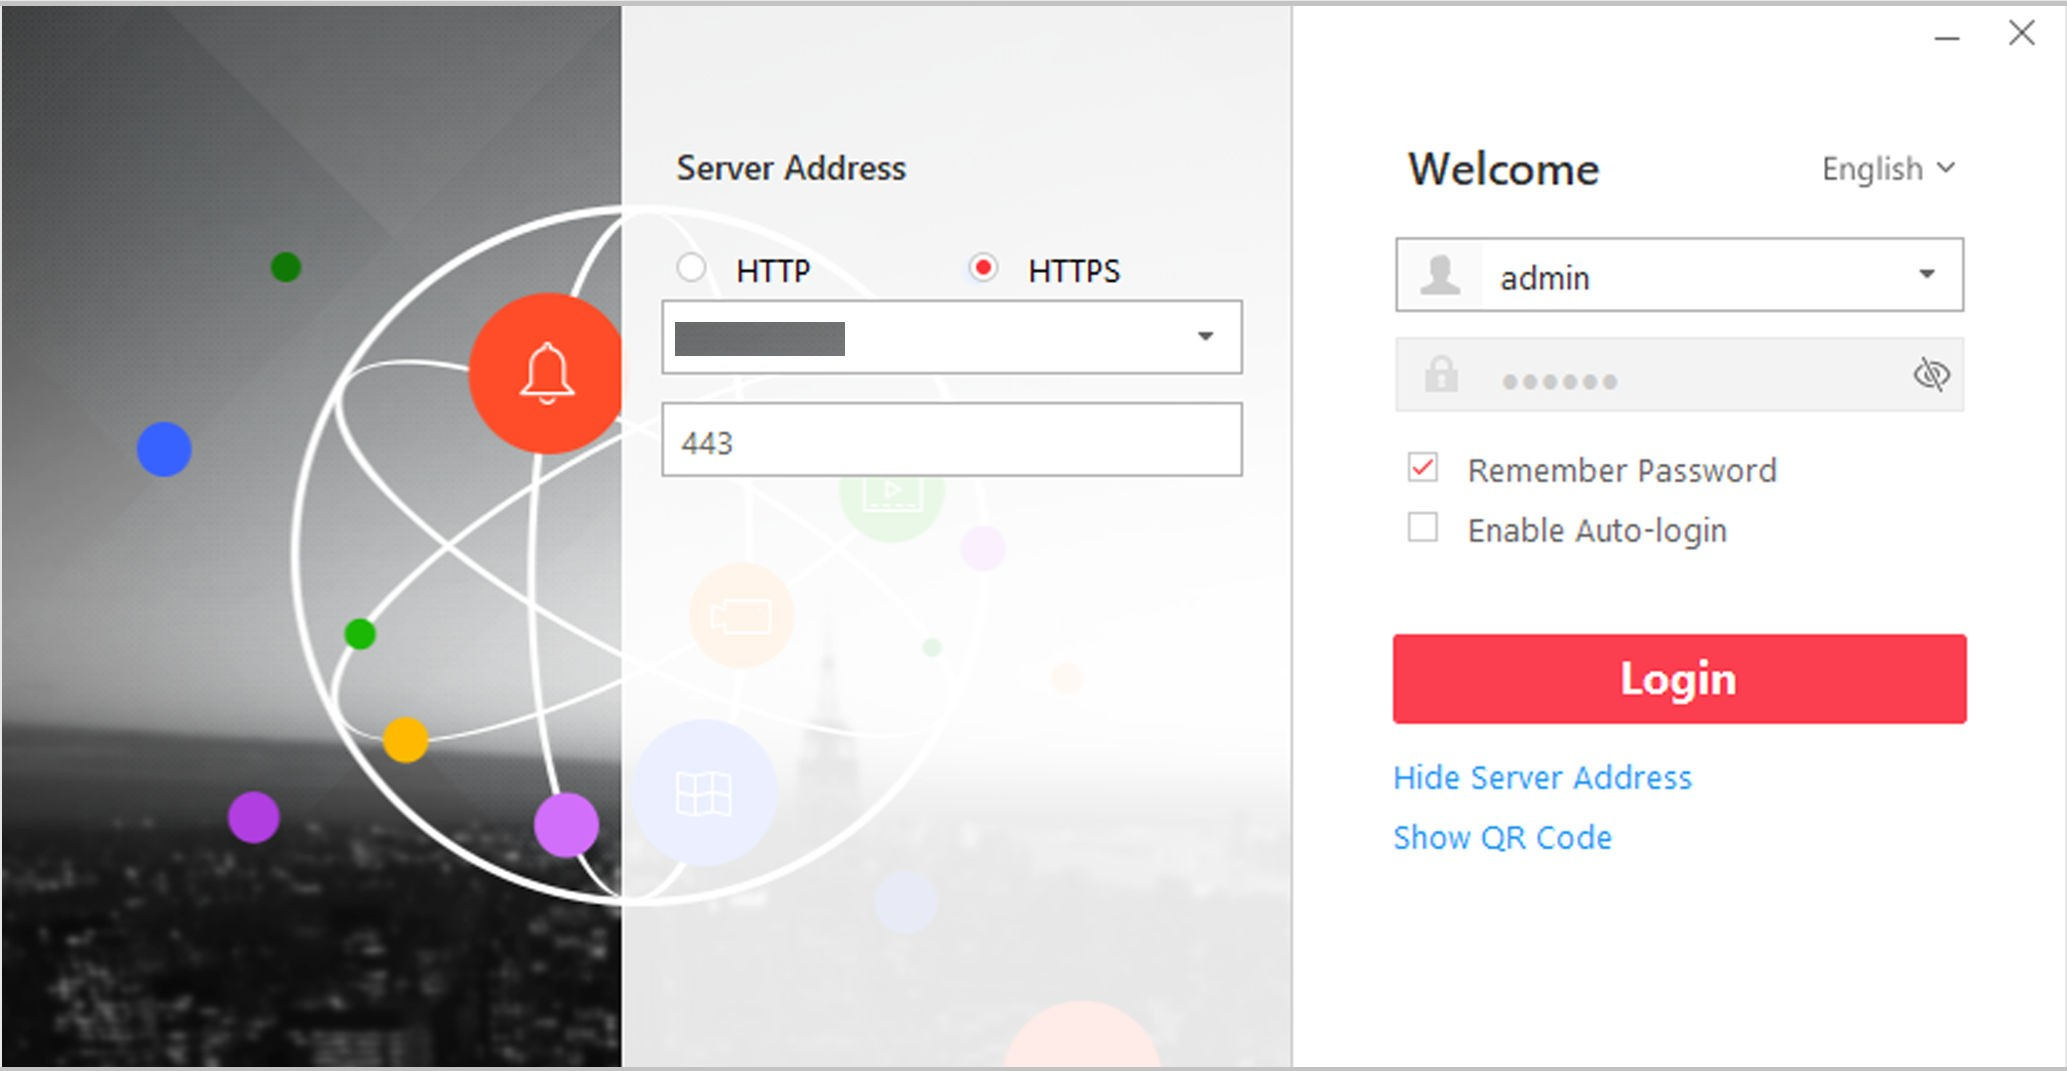 Server Address
HTTP
HTTPS
443
Welcome
English
admin
Remember Password
Enable Auto-login
Login
Hide Server Address
Show QR Code